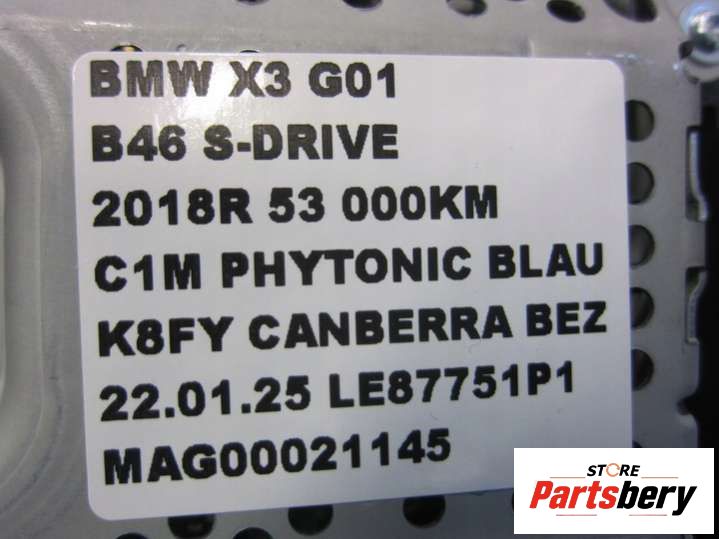 BMW X3 G01
B46 S-DRIVE
2018R 53 000KM
C1M PHYTONIC BLAU
K8FY CANBERRA BEZ
22.01.25 LE87751P1
MAG00021145
STORE
Partsbery